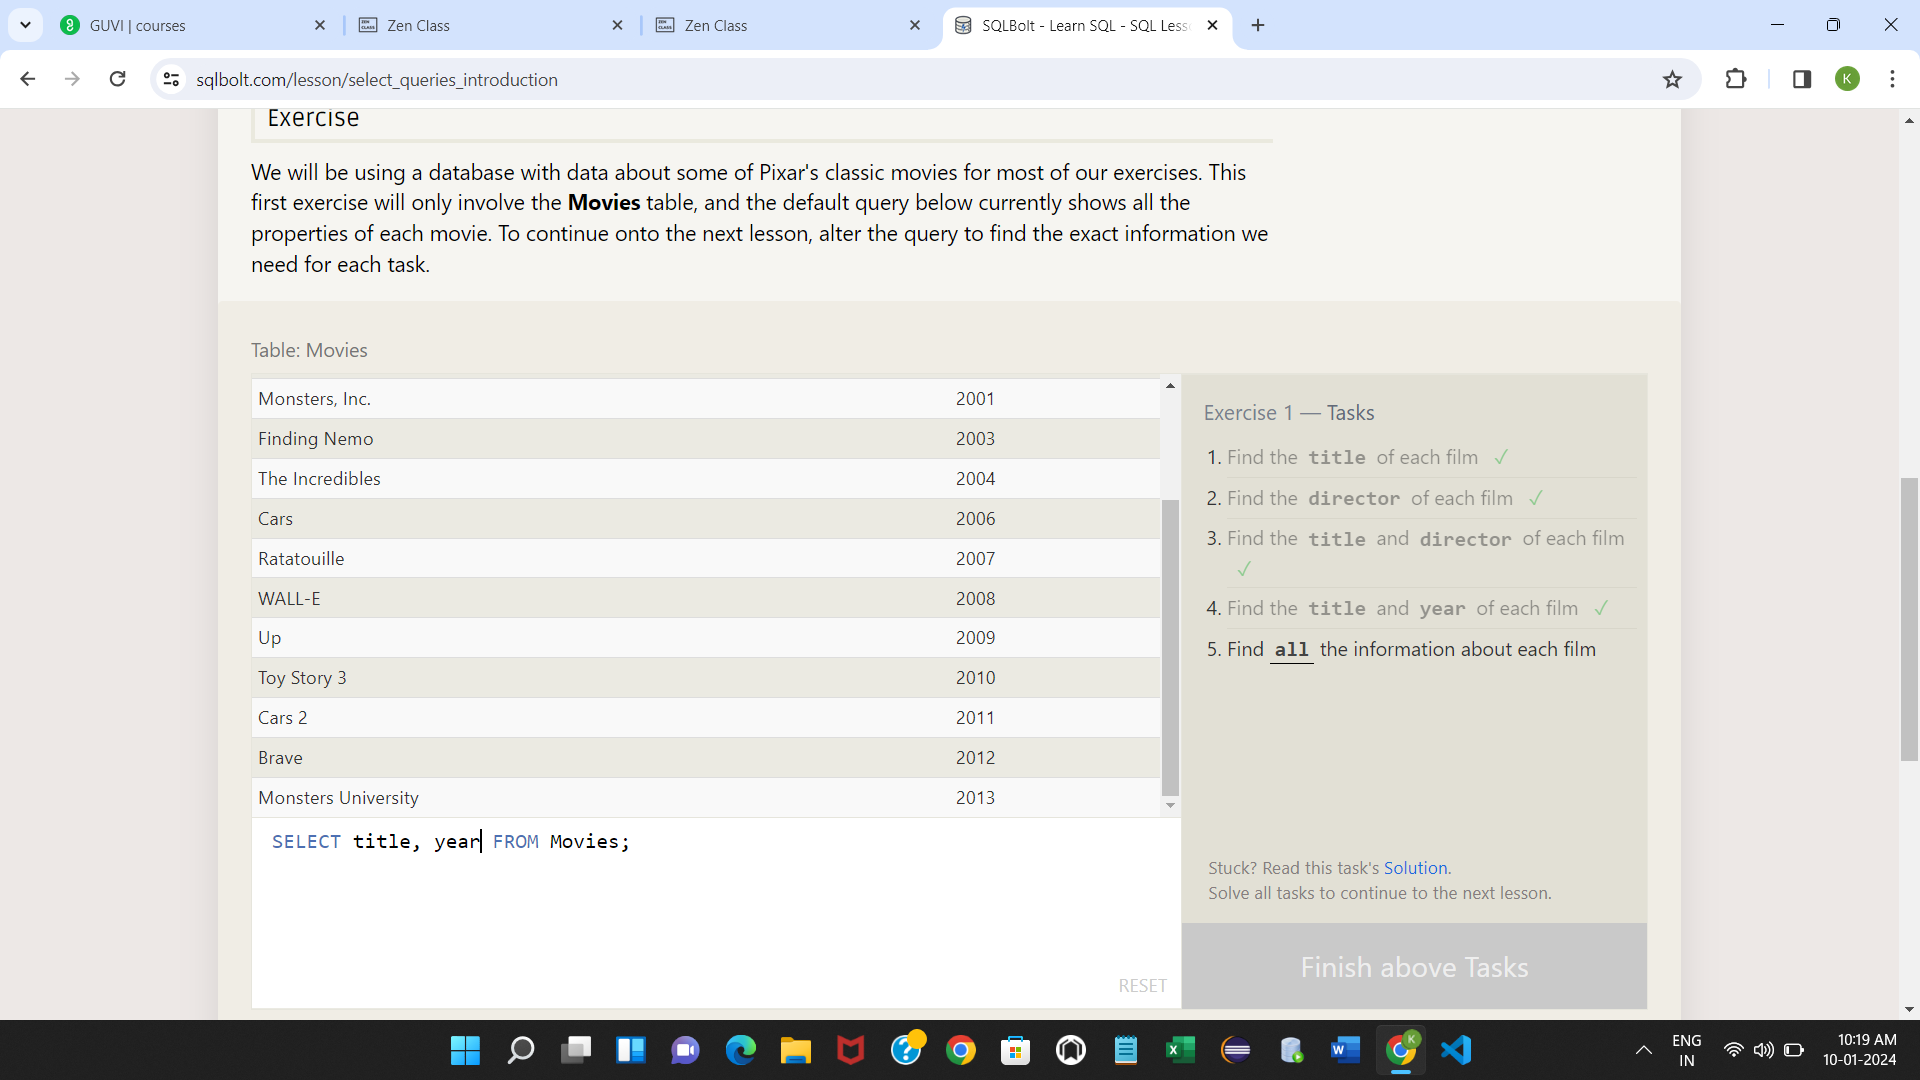 GUVI | courses
Zen Class
Zen Class
SQLBolt - Learn SQL - SQL Less
sqlbolt.com/lesson/select_queries_introduction
K
Exercise
We will be using a database with data about some of Pixar's classic movies for most of our exercises. This
first exercise will only involve the Movies table, and the default query below currently shows all the
properties of each movie. To continue onto the next lesson, alter the query to find the exact information we
need for each task.
Table: Movies
Monsters, Inc. 2001
Finding Nemo 2003
The Incredibles 2004
Cars 2006
Ratatouille 2007
WALL-E 2008
Up 2009
Toy Story 3 2010
Cars 2 2011
Brave 2012
Monsters University 2013
SELECT title, year FROM Movies;
RESET
Exercise 1 — Tasks
1. Find the title of each film ✓
2. Find the director of each film ✓
3. Find the title and director of each film
✓
4. Find the title and year of each film ✓
5. Find all the information about each film
Stuck? Read this task's Solution.
Solve all tasks to continue to the next lesson.
Finish above Tasks
ENG
IN
10:19 AM
10-01-2024